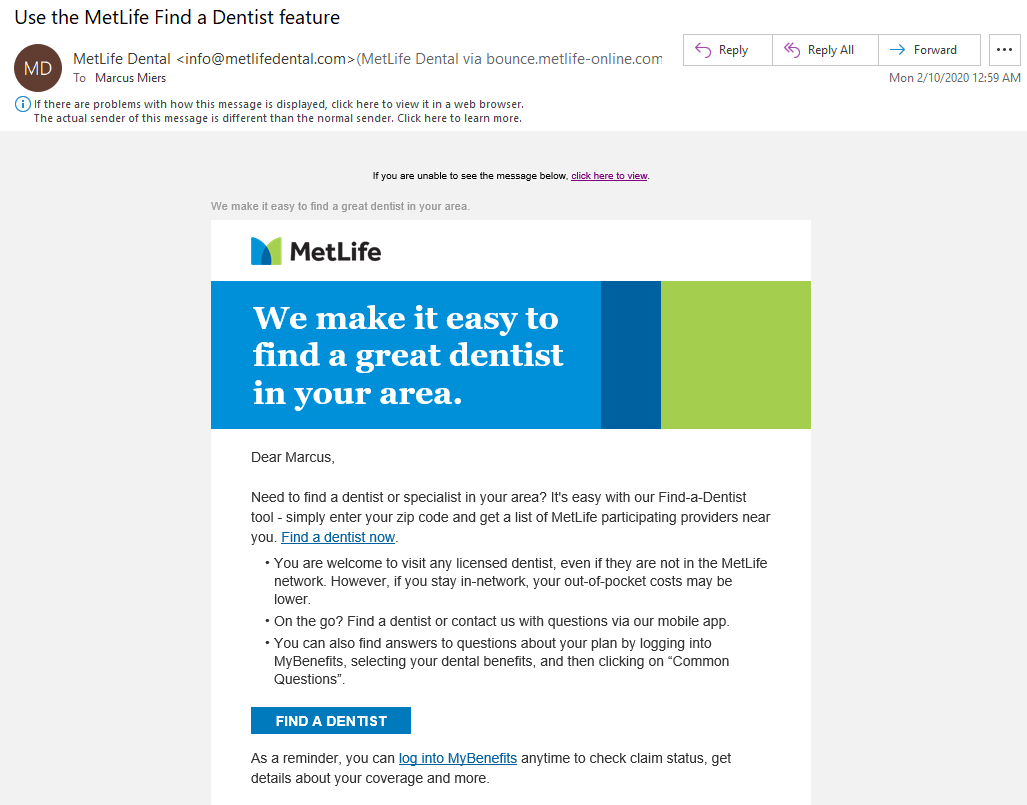 Use the MetLife Find a Dentist feature
MD
MetLife Dental <info@metlifedental.com>(MetLife Dental via bounce.metlife-online.com
To Marcus Miers
Reply
Reply All
Forward
...
Mon 2/10/2020 12:59 AM
If there are problems with how this message is displayed, click here to view it in a web browser.
The actual sender of this message is different than the normal sender. Click here to learn more.
If you are unable to see the message below, click here to view.
We make it easy to find a great dentist in your area.
MetLife
We make it easy to
find a great dentist
in your area.
Dear Marcus,
Need to find a dentist or specialist in your area? It's easy with our Find-a-Dentist
tool - simply enter your zip code and get a list of MetLife participating providers near
you. Find a dentist now.
• You are welcome to visit any licensed dentist, even if they are not in the MetLife
network. However, if you stay in-network, your out-of-pocket costs may be
lower.
• On the go? Find a dentist or contact us with questions via our mobile app.
• You can also find answers to questions about your plan by logging into
MyBenefits, selecting your dental benefits, and then clicking on “Common
Questions”.
FIND A DENTIST
As a reminder, you can log into MyBenefits anytime to check claim status, get
details about your coverage and more.